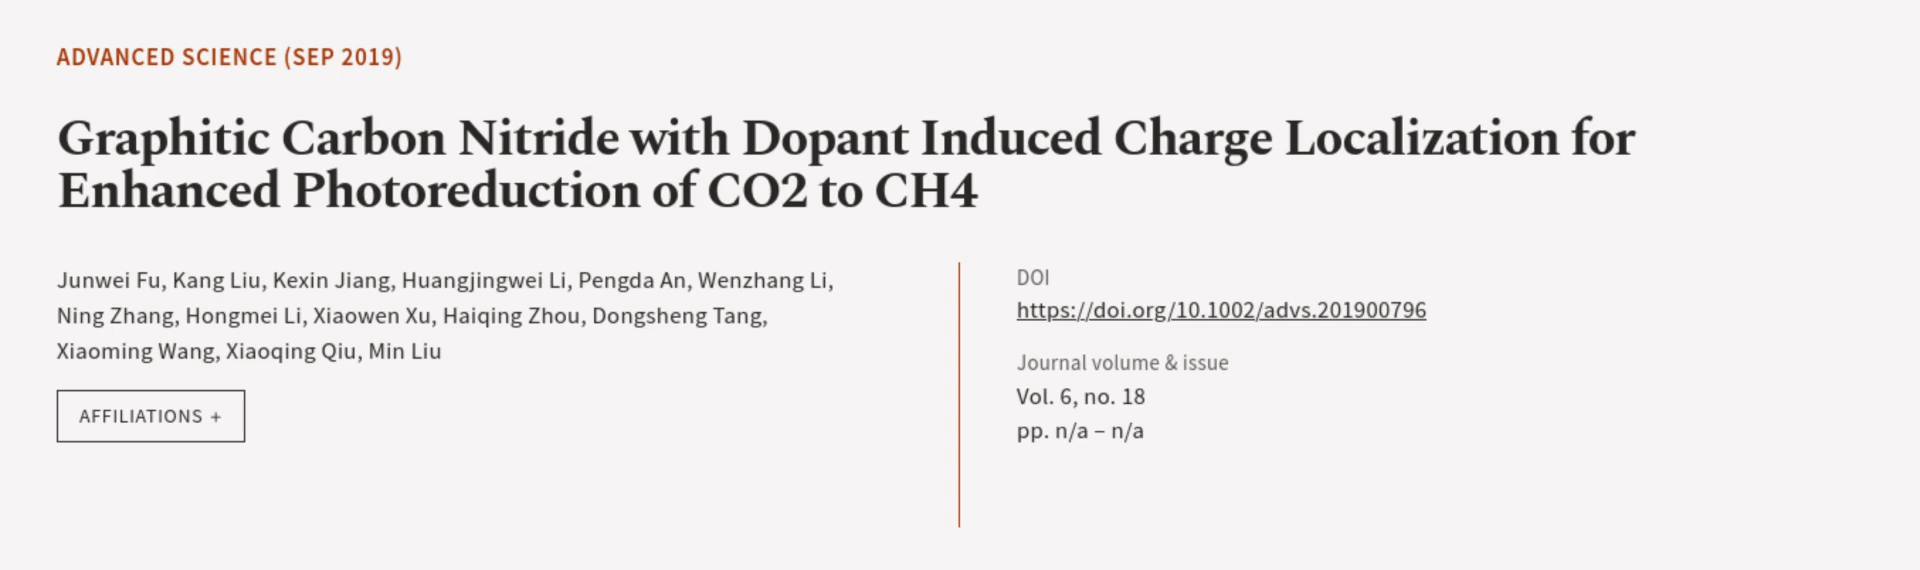 ADVANCED SCIENCE (SEP 2019)
Graphitic Carbon Nitride with Dopant Induced Charge Localization for
Enhanced Photoreduction of CO2 to CH4
Junwei Fu, Kang Liu, Kexin Jiang, Huangjingwei Li, Pengda An, Wenzhang Li,
Ning Zhang, Hongmei Li, Xiaowen Xu, Haiqing Zhou, Dongsheng Tang,
Xiaoming Wang, Xiaoqing Qiu, Min Liu
AFFILIATIONS +
DOI
https://doi.org/10.1002/advs.201900796
Journal volume & issue
Vol. 6, no. 18
pp. n/a – n/a